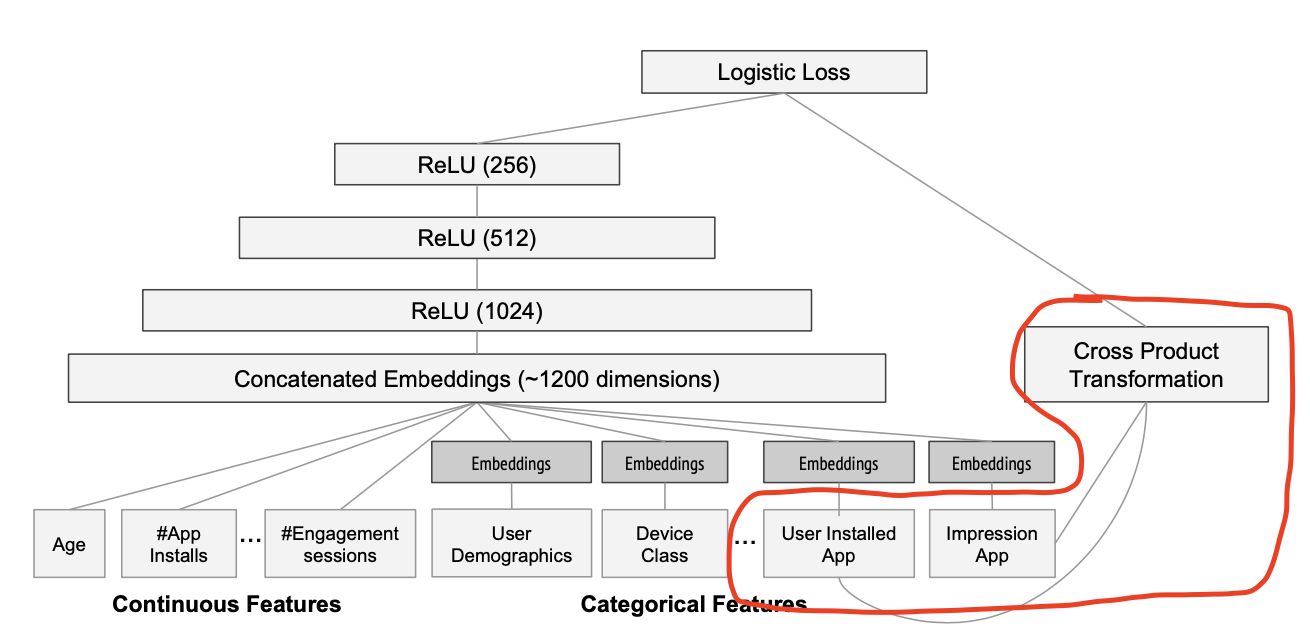 Logistic Loss
ReLU (256)
ReLU (512)
ReLU (1024)
Cross Product
Transformation
Concatenated Embeddings (~1200 dimensions)
Embeddings
Embeddings
Embeddings
Embeddings
Age
#App
Installs
...
#Engagement
sessions
User
Demographics
Device
Class
...
User Installed
App
Impression
App
Continuous Features
Categorical Features